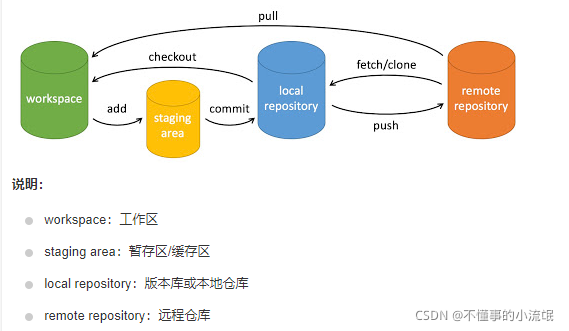 pull
checkout
fetch/clone
workspace
add
staging
area
commit
local
repository
push
remote
repository
说明：
workspace：工作区
staging area：暂存区/缓存区
local repository：版本库或本地仓库
remote repository：远程仓库
CSDN @不懂事的小流氓